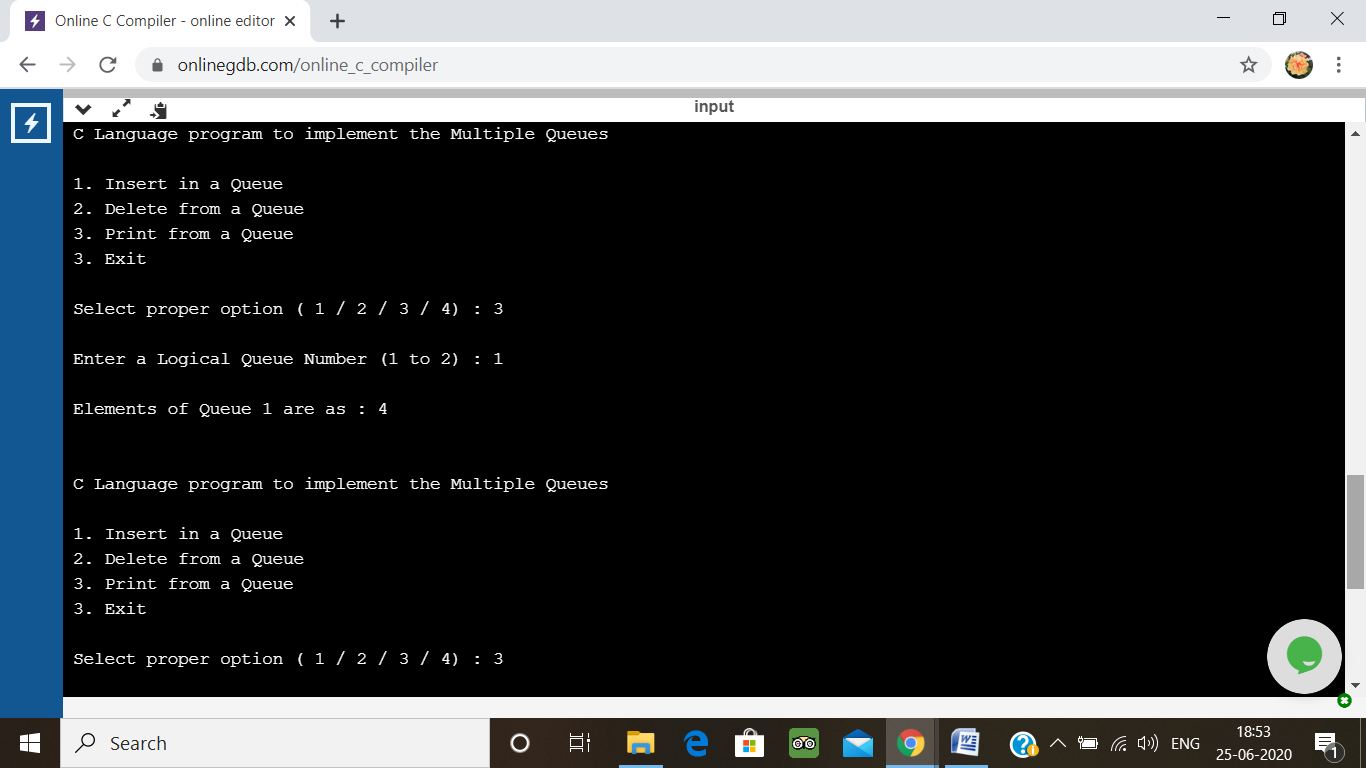 Online C Compiler - online editor
onlinegdb.com/online_c_compiler
input
C Language program to implement the Multiple Queues
1. Insert in a Queue
2. Delete from a Queue
3. Print from a Queue
3. Exit
Select proper option ( 1 / 2 / 3 / 4) : 3
Enter a Logical Queue Number (1 to 2) : 1
Elements of Queue 1 are as : 4
C Language program to implement the Multiple Queues
1. Insert in a Queue
2. Delete from a Queue
3. Print from a Queue
3. Exit
Select proper option ( 1 / 2 / 3 / 4) : 3
Search
ENG
18:53
25-06-2020
1